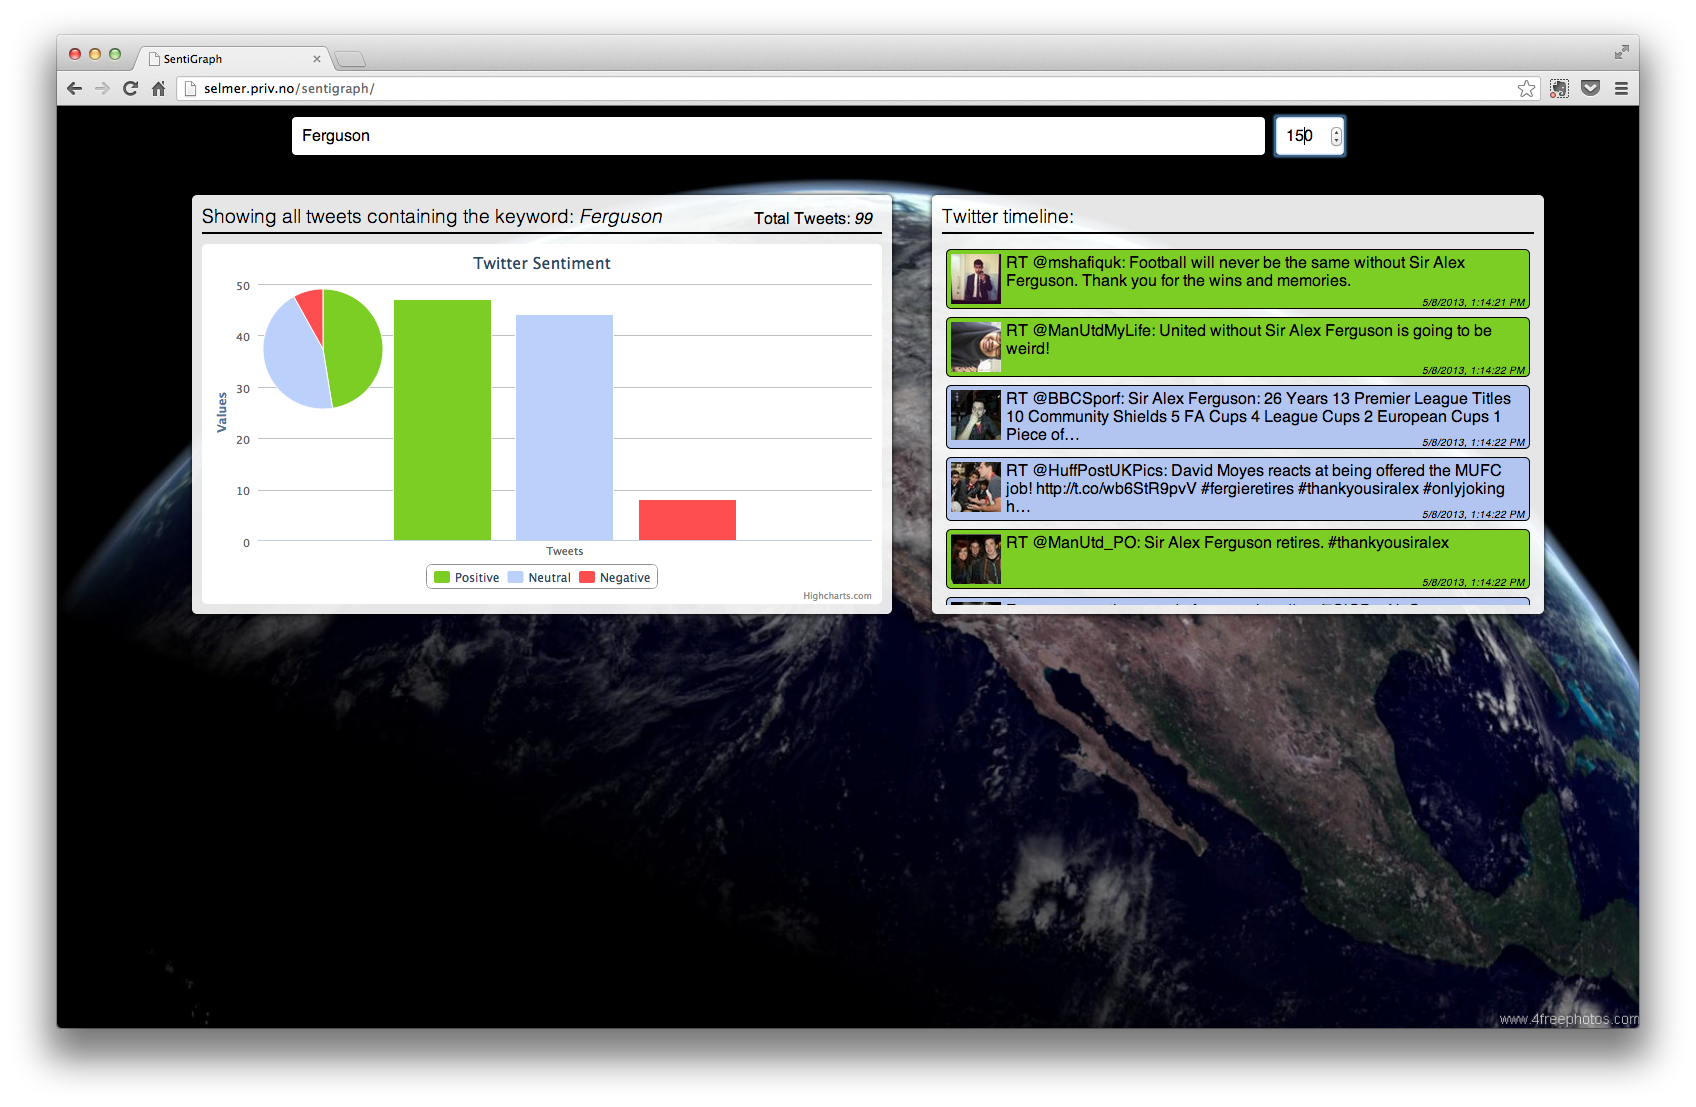 SentiGraph
selmer.priv.no/sentigraph/
Ferguson
150
Showing all tweets containing the keyword: Ferguson
Total Tweets: 99
Twitter Sentiment
50
40
30
20
10
0
Values
Tweets
Positive Neutral Negative
Highcharts.com
Twitter timeline:
RT @mshafiquk: Football will never be the same without Sir Alex
Ferguson. Thank you for the wins and memories.
5/8/2013, 1:14:21 PM
RT @ManUtdMyLife: United without Sir Alex Ferguson is going to be
weird!
5/8/2013, 1:14:22 PM
RT @BBCSporf: Sir Alex Ferguson: 26 Years 13 Premier League Titles
10 Community Shields 5 FA Cups 4 League Cups 2 European Cups 1
Piece of…
5/8/2013, 1:14:22 PM
RT @HuffPostUKPics: David Moyes reacts at being offered the MUFC
job! http://t.co/wb6StR9pvV #fergieretires #thankyousiralex #onlyjoking
h…
5/8/2013, 1:14:22 PM
RT @ManUtd_PO: Sir Alex Ferguson retires. #thankyousiralex
5/8/2013, 1:14:22 PM
www.4freephotos.com